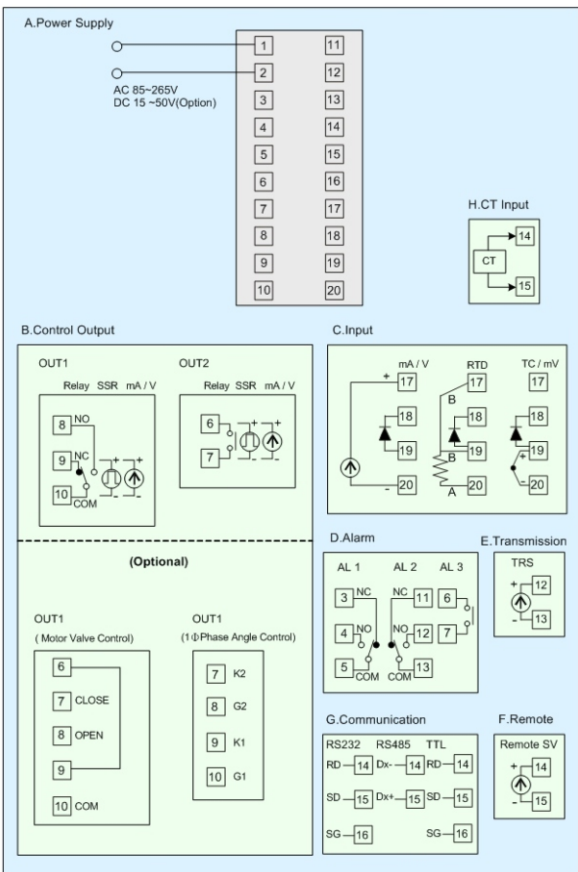 A.Power Supply
1 11
2 12
AC 85~265V
DC 15 ~50V(Option)
3 13
4 14
5 15
6 16
7 17
8 18
9 19
10 20
H.CT Input
CT
14
15
B.Control Output
OUT1
Relay SSR mA / V
8 NO
9 NC
10 COM
+ +
- -
OUT2
Relay SSR mA / V
6
7
+ +
- -
(Optional)
OUT1
( Motor Valve Control)
6
7 CLOSE
8 OPEN
9
10 COM
OUT1
(1ΦPhase Angle Control)
7 K2
8 G2
9 K1
10 G1
C.Input
mA / V RTD TC / mV
+ 17 17 17
B
18 18 18
19 B 19 19
+
- 20 A 20 - 20
D.Alarm
AL 1 AL 2 AL 3
3 NC NC 11 6
4 NO NO 12 7
5 COM COM 13
E.Transmission
TRS
+ 12
- 13
G.Communication
RS232 RS485 TTL
RD 14 Dx- 14 RD 14
SD 15 Dx+ 15 SD 15
SG 16 SG 16
F.Remote
Remote SV
+ 14
- 15